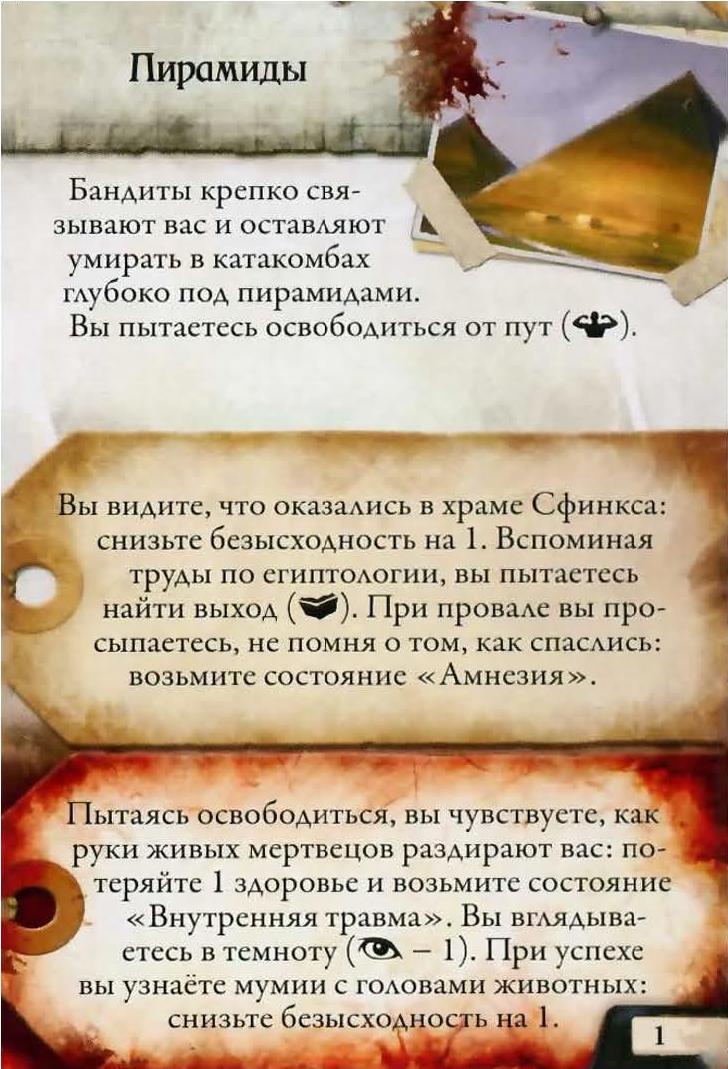 Пирамиды
Бандиты крепко свя-
зывают вас и оставляют
умирать в катакомбах
глубоко под пирамидами.
Вы пытаетесь освободиться от пут ( ).
Вы видите, что оказались в храме Сфинкса:
снизьте безысходность на 1. Вспоминая
труды по египтологии, вы пытаетесь
найти выход ( ). При провале вы про-
сыпаетесь, не помня о том, как спаслись:
возьмите состояние «Амнезия».
Пытаясь освободиться, вы чувствуете, как
руки живых мертвецов раздирают вас: по-
теряйте 1 здоровье и возьмите состояние
«Внутренняя травма». Вы вглядыва-
етесь в темноту ( – 1). При успехе
вы узнаёте мумии с головами животных:
снизьте безысходность на 1.
1